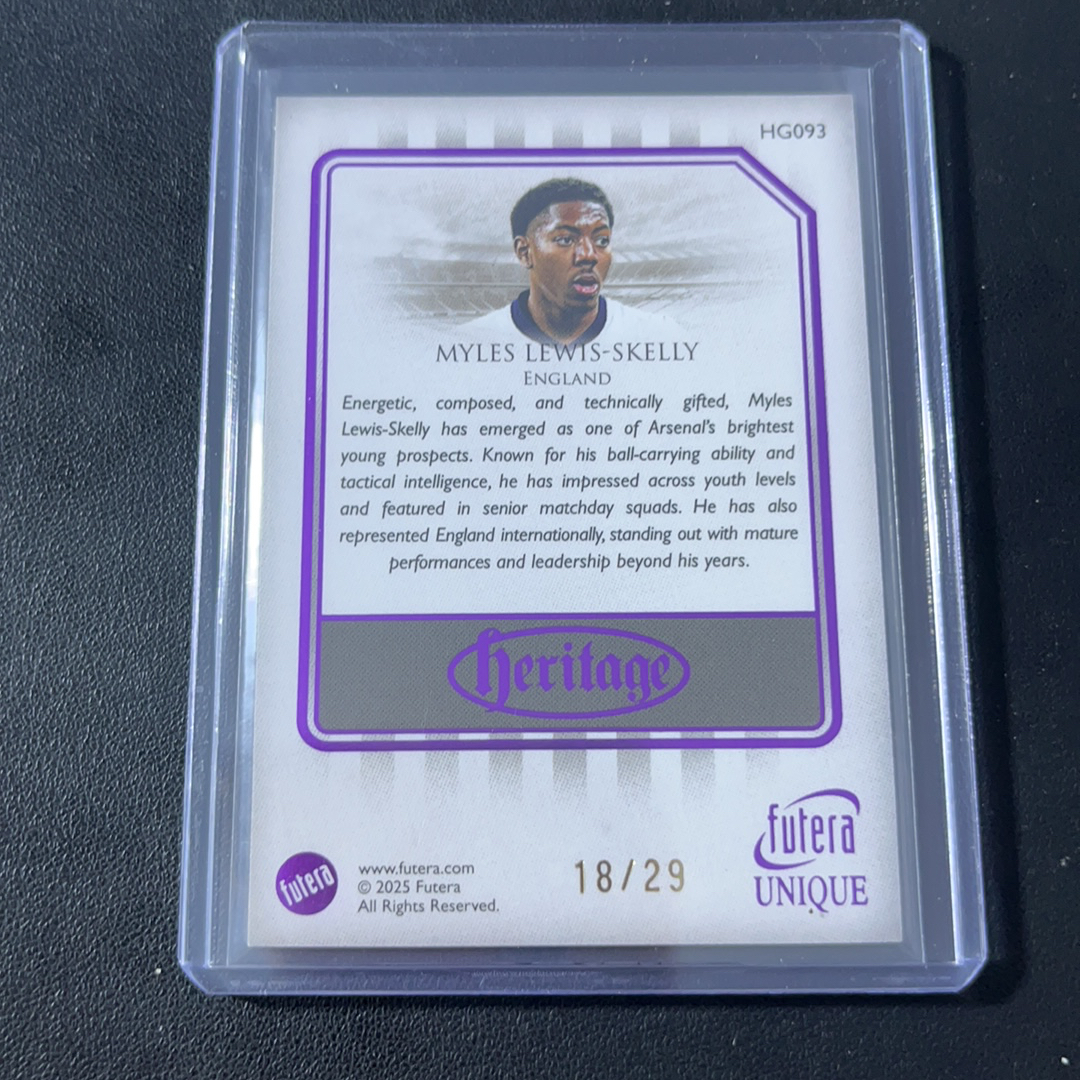 HG093
MYLES LEWIS-SKELLY
ENGLAND
Energetic, composed, and technically gifted, Myles
Lewis-Skelly has emerged as one of Arsenal's brightest
young prospects. Known for his ball-carrying ability and
tactical intelligence, he has impressed across youth levels
and featured in senior matchday squads. He has also
represented England internationally, standing out with mature
performances and leadership beyond his years.
heritage
futera
UNIQUE
futera
www.futera.com
© 2025 Futera
All Rights Reserved.
18/29